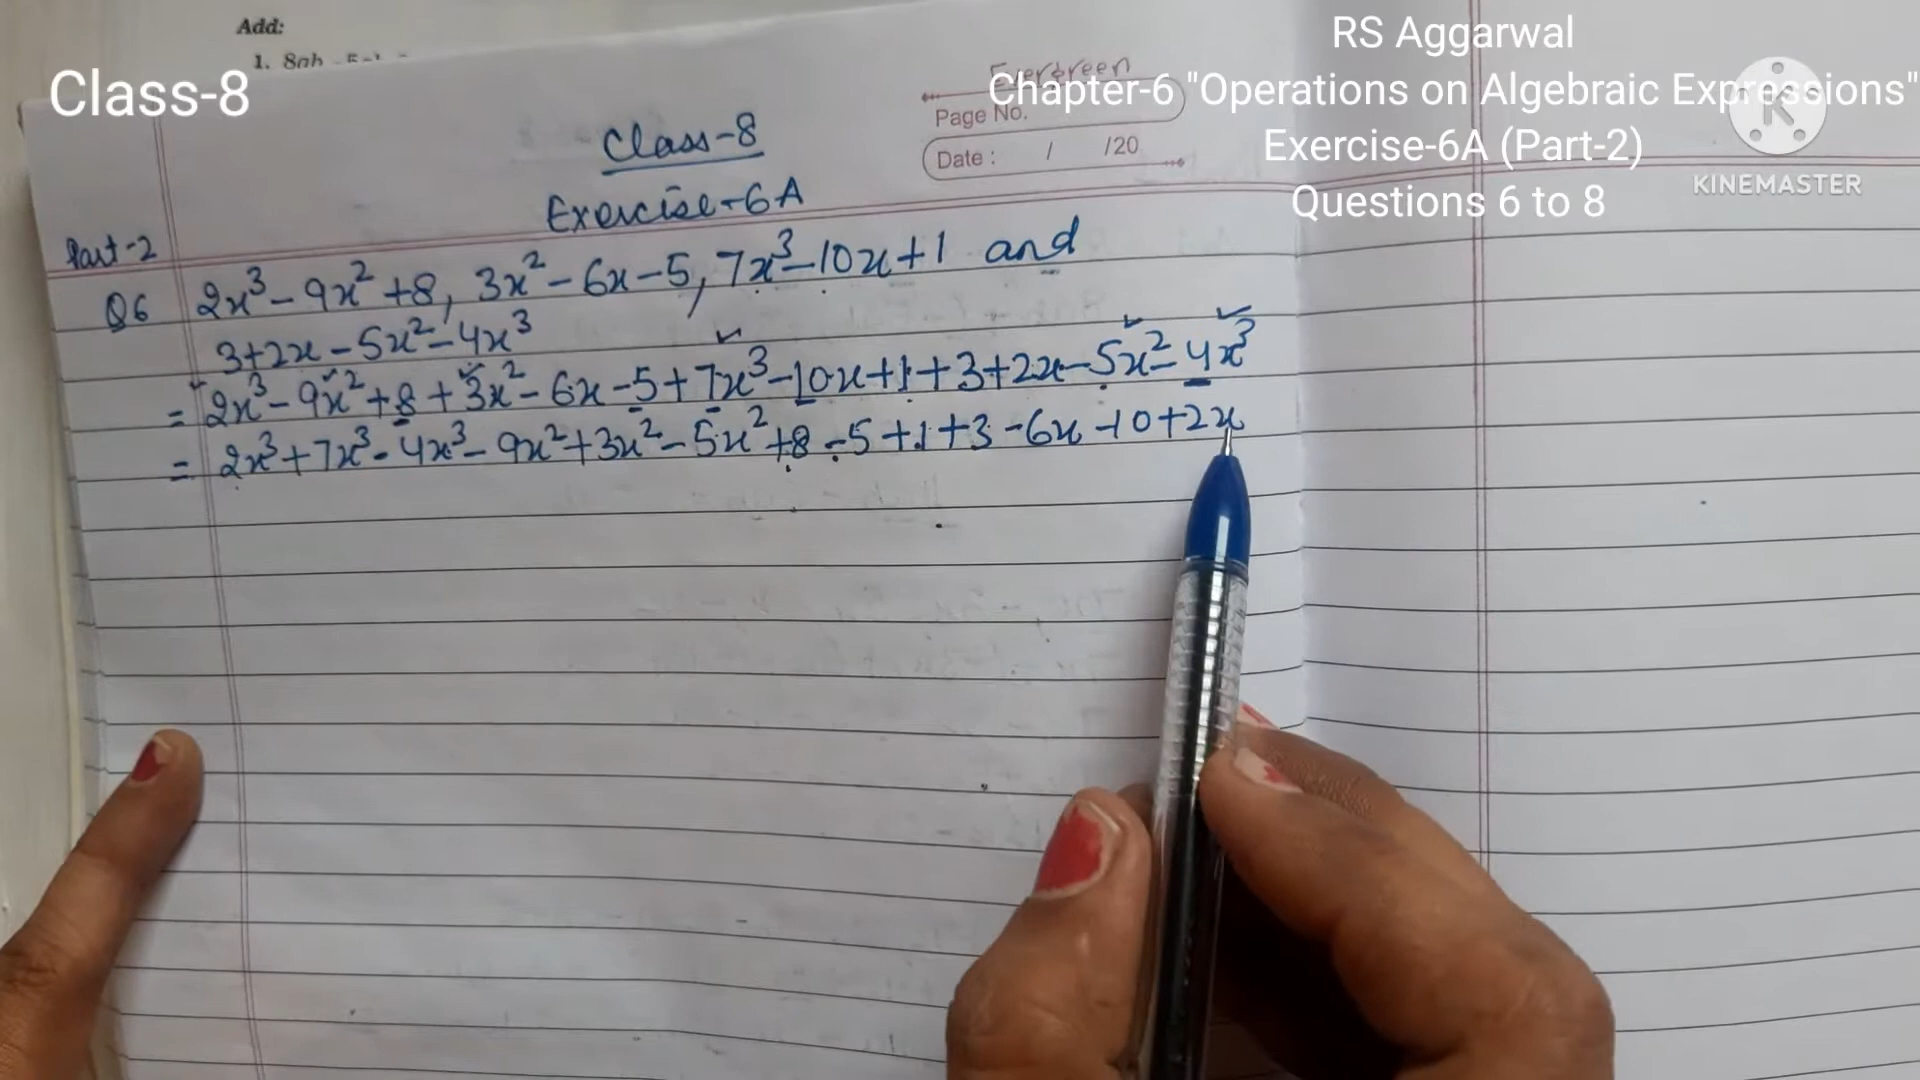 Add:
1. 8ab
Class-8
RS Aggarwal
Chapter-6 "Operations on Algebraic Expressions"
Exercise-6A (Part-2)
Questions 6 to 8
KINEMASTER
Evergreen
Page No.
Date : / /20
Class-8
Exercise-6A
Part-2
Q6 2x³ - 9x² + 8, 3x² - 6x - 5, 7x³ - 10x + 1 and
3 + 2x - 5x² - 4x³
= 2x³ - 9x² + 8 + 3x² - 6x - 5 + 7x³ - 10x + 1 + 3 + 2x - 5x² - 4x³
= 2x³ + 7x³ - 4x³ - 9x² + 3x² - 5x² + 8 - 5 + 1 + 3 - 6x - 10 + 2x